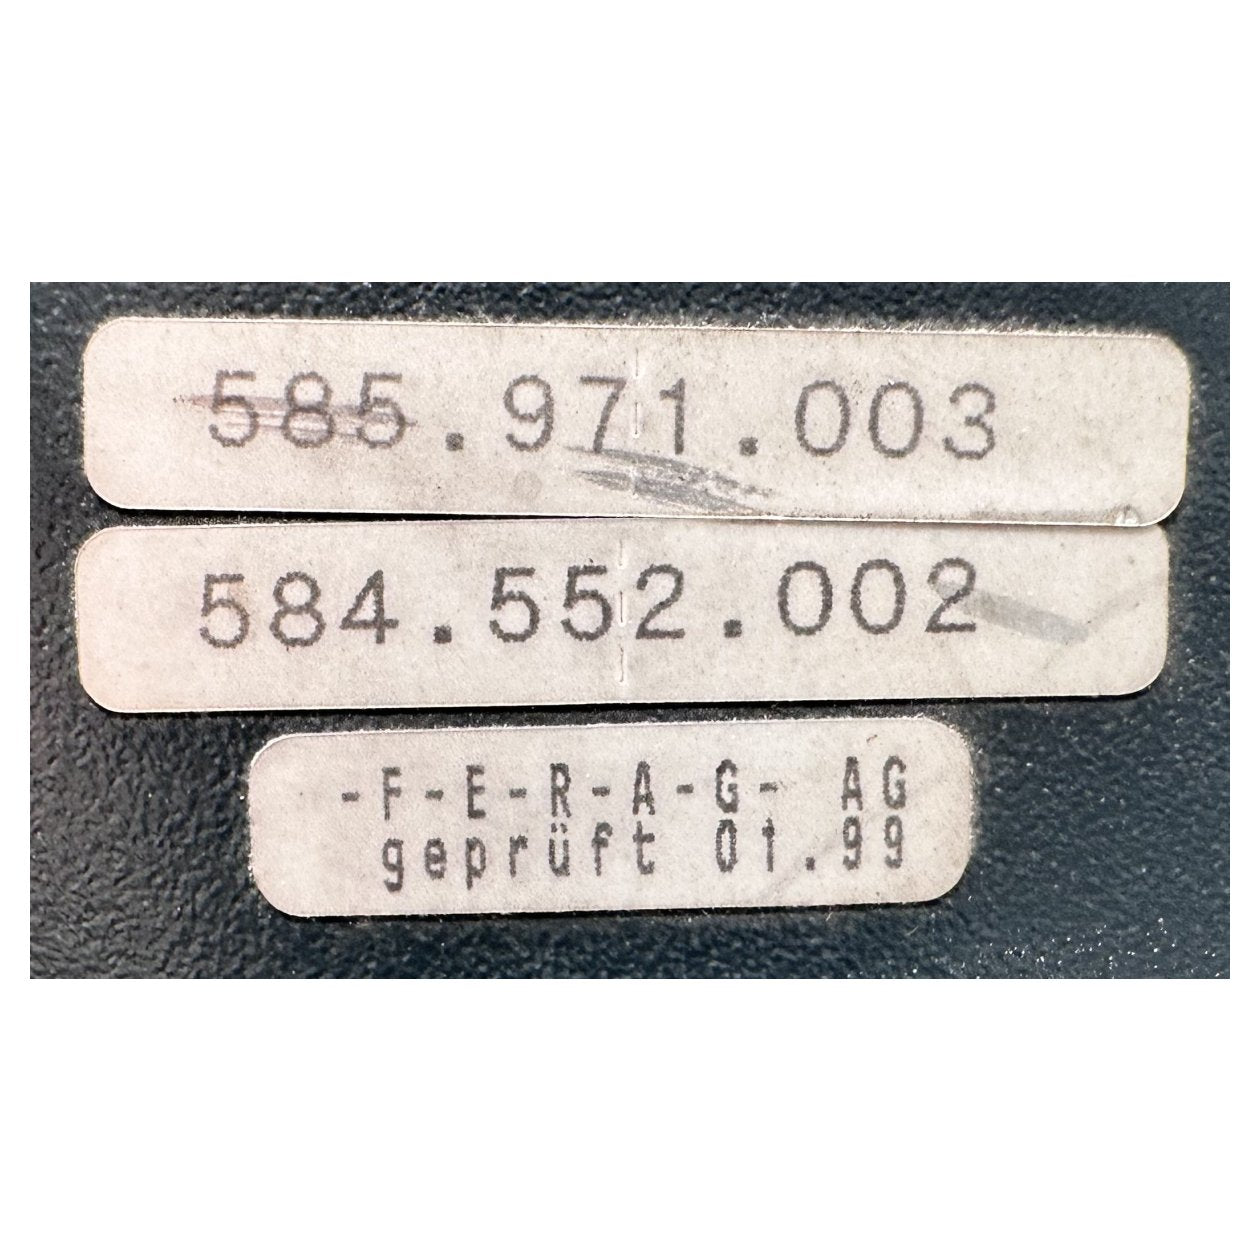 585.971.003
584.552.002
-F-E-R-A-G- AG
geprüft 01.99